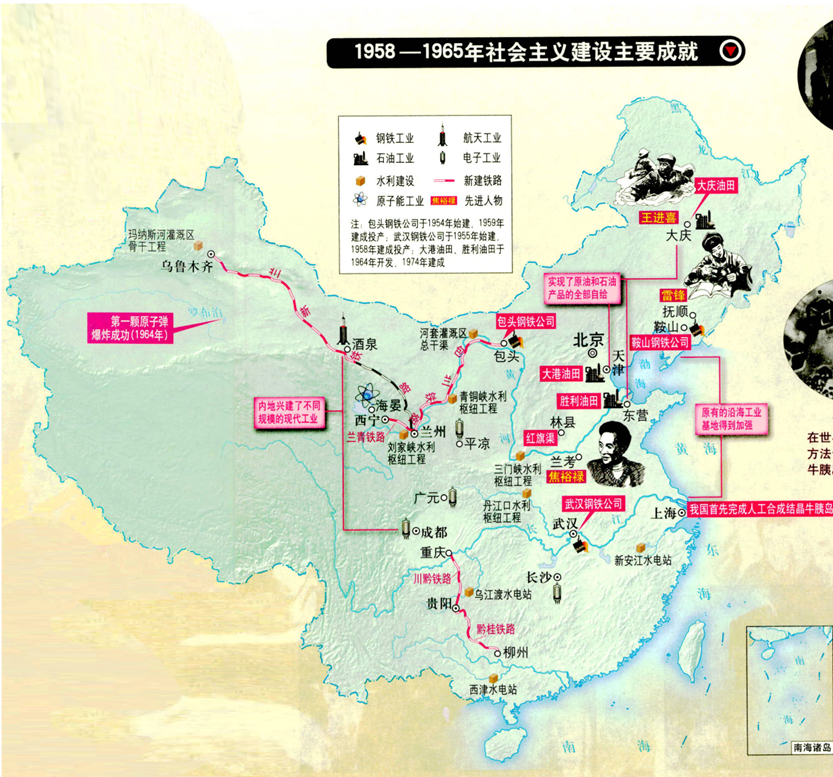 1958—1965年社会主义建设主要成就
钢铁工业
航天工业
石油工业
电子工业
水利建设
新建铁路
原子能工业
焦裕禄
先进人物
注：包头钢铁公司于1954年始建，1959年
建成投产；武汉钢铁公司于1955年始建，
1958年建成投产；大港油田、胜利油田于
1964年开发，1974年建成
黑
龙
江
大庆油田
王进喜
大庆
玛纳斯河灌溉区
骨干工程
乌鲁木齐
兰
新
铁
路
雷锋
抚顺
鞍山
鞍山钢铁公司
实现了原油和石油
产品的全部自给
第一颗原子弹
爆炸成功(1964年)
酒泉
河套灌溉区
总干渠
包头钢铁公司
包头
包
兰
铁
路
北京
天
津
渤
海
大港油田
胜利油田
东营
内地兴建了不同
规模的现代工业
海晏
西宁
兰青铁路
兰州
刘家峡水利
枢纽工程
青铜峡水利
枢纽工程
平凉
黄
河
林县
红旗渠
兰考
焦裕禄
三门峡水利
枢纽工程
原有的沿海工业
基地得到加强
黄
海
在世
方法
牛胰
广元
丹江口水利
枢纽工程
武汉钢铁公司
武汉
长
江
上海
我国首先完成人工合成结晶牛胰岛
成都
重庆
新安江水电站
东
海
川黔铁路
乌江渡水电站
长沙
贵阳
黔桂铁路
柳州
西津水电站
南
海
南
海
南海诸岛